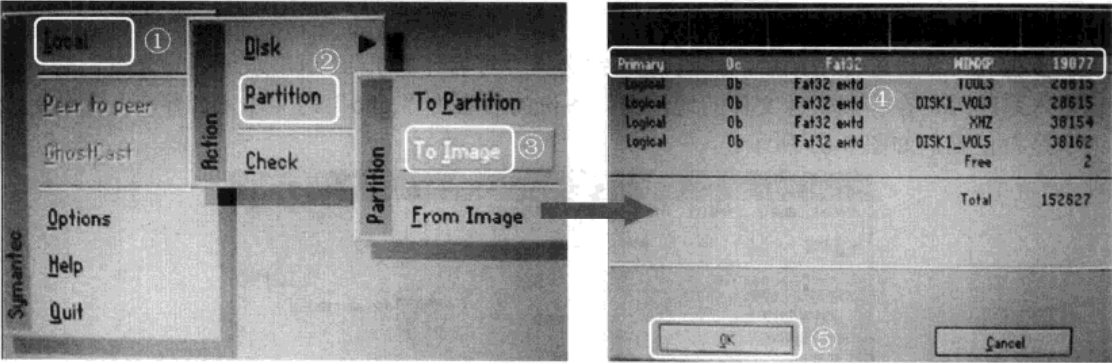 Local ①
Peer to peer
GhostCast
Options
Help
Quit
Symantec
Disk
②
Partition
Check
Action
To Partition
To Image ③
From Image
Partition
Primary 0c Fat32 WINXP 19077
Logical 0b Fat32 extd TOOLS 28615
Logical 0b Fat32 extd ④ DISK1_VOL3 28615
Logical 0b Fat32 extd XMZ 38154
Logical 0b Fat32 extd DISK1_VOL5 38162
Free 2
Total 152627
OK ⑤
Cancel